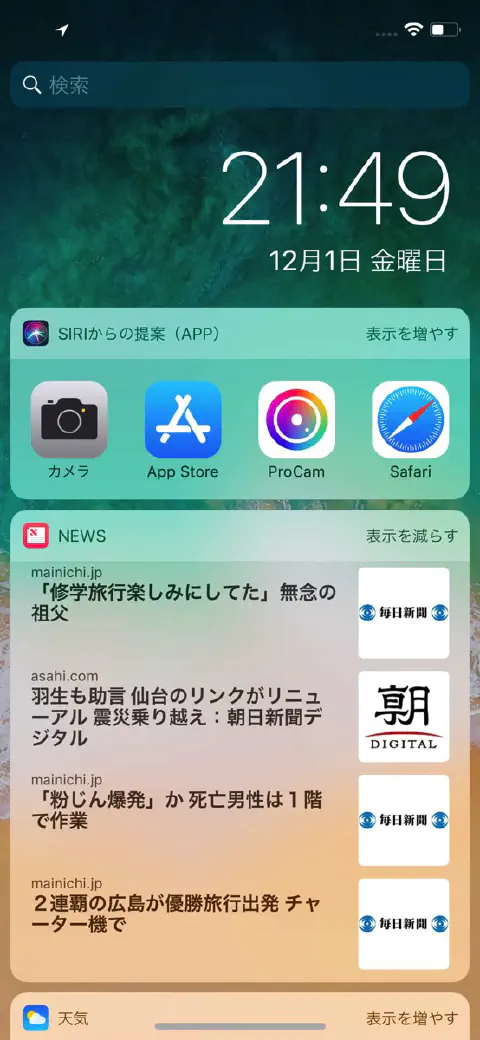 検索
21:49
12月1日 金曜日
SIRIからの提案（APP）
表示を増やす
カメラ
App Store
ProCam
Safari
NEWS
表示を減らす
mainichi.jp
「修学旅行楽しみにしてた」無念の
祖父
毎日新聞
asahi.com
羽生も助言 仙台のリンクがリニュ
ーアル 震災乗り越え：朝日新聞デ
ジタル
朝
DIGITAL
mainichi.jp
「粉じん爆発」か 死亡男性は１階
で作業
毎日新聞
mainichi.jp
２連覇の広島が優勝旅行出発 チャ
ーター機で
毎日新聞
天気
表示を増やす